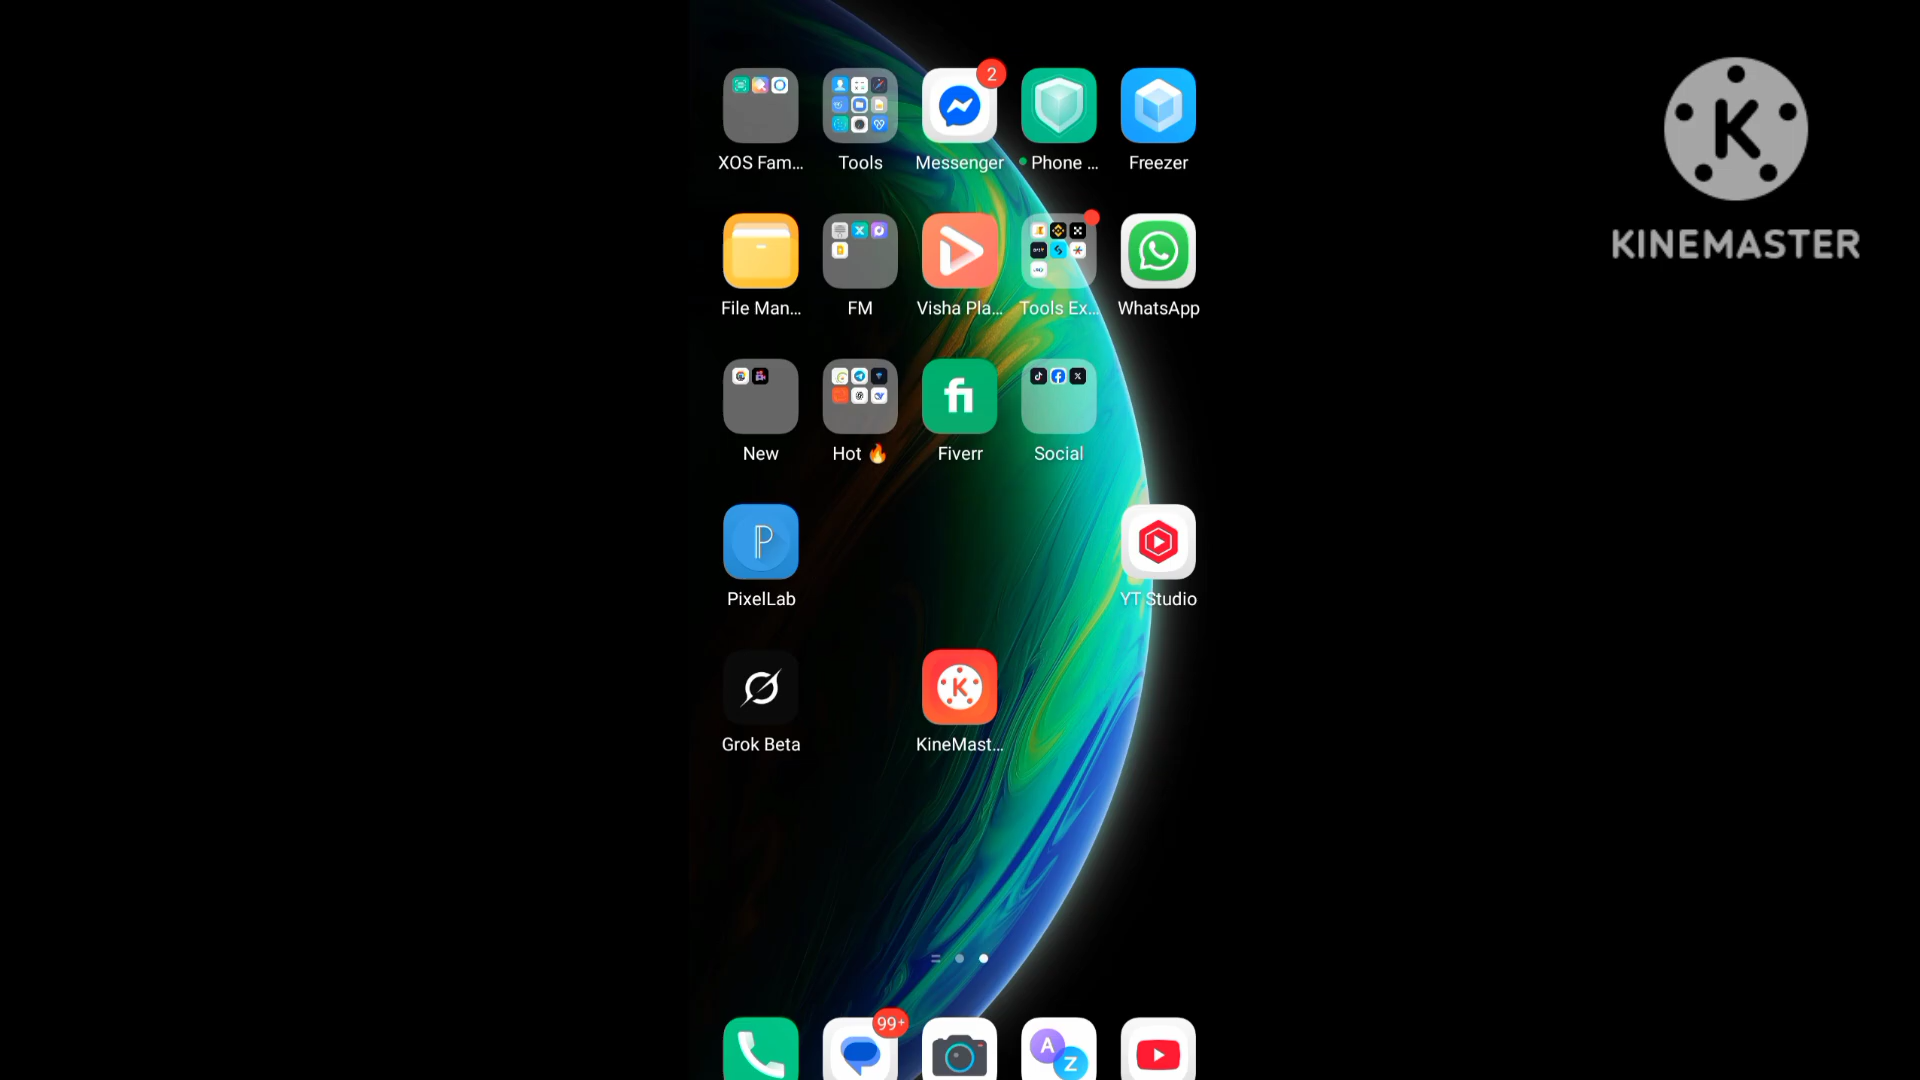 2
XOS Fam...
Tools
Messenger
Phone ...
Freezer
K
KINEMASTER
File Man...
FM
Visha Pla...
Tools Ex...
WhatsApp
fi
New
Hot 🔥
Fiverr
Social
P
PixelLab
YT Studio
K
Grok Beta
KineMast...
99+
A
Z